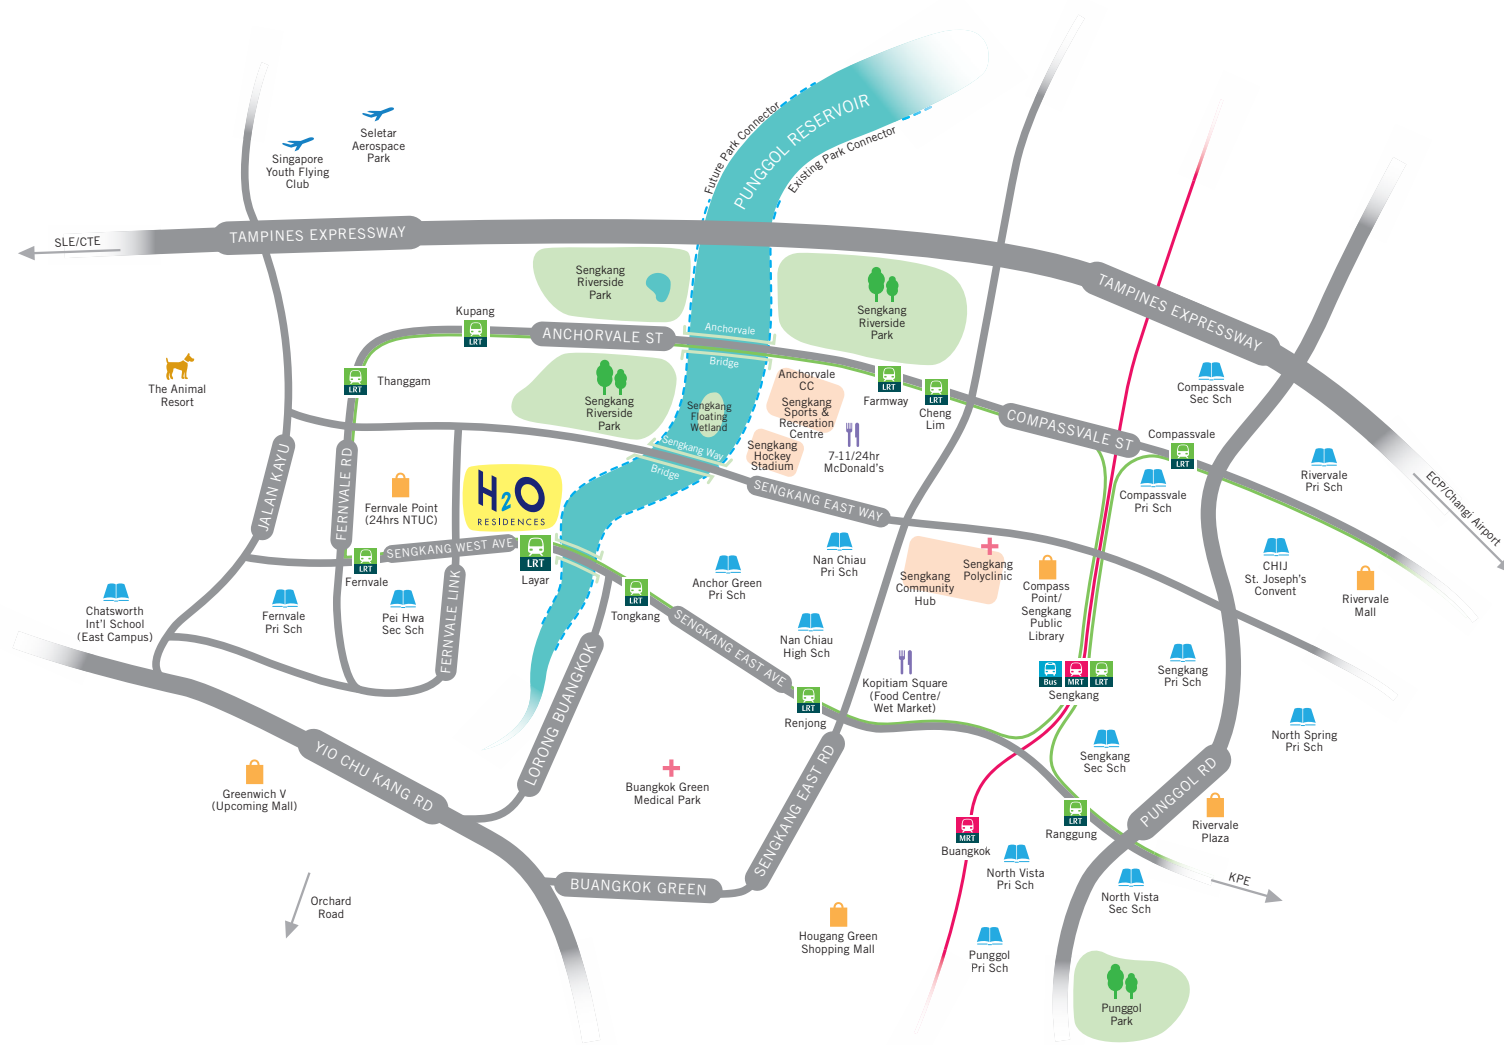 Seletar
Aerospace
Park
Singapore
Youth Flying
Club
Future Park Connector
PUNGGOL RESERVOIR
Existing Park Connector
SLE/CTE
TAMPINES EXPRESSWAY
TAMPINES EXPRESSWAY
Sengkang
Riverside
Park
Sengkang
Riverside
Park
Kupang
LRT
ANCHORVALE ST
Anchorvale
Bridge
The Animal
Resort
LRT
Thanggam
Sengkang
Riverside
Park
Sengkang
Floating
Wetland
Anchorvale
CC
Sengkang
Sports &
Recreation
Centre
Sengkang
Hockey
Stadium
LRT
Farmway
LRT
Cheng
Lim
7-11/24hr
McDonald's
COMPASSVALE ST
Compassvale
Sec Sch
Compassvale
LRT
Compassvale
Pri Sch
Rivervale
Pri Sch
ECP/Changi Airport
JALAN KAYU
FERNVALE RD
Fernvale Point
(24hrs NTUC)
H2O
RESIDENCES
Sengkang Way
Bridge
SENGKANG EAST WAY
SENGKANG WEST AVE
LRT
Fernvale
LRT
Layar
FERNVALE LINK
Chatsworth
Int'l School
(East Campus)
Fernvale
Pri Sch
Pei Hwa
Sec Sch
LRT
Tongkang
Anchor Green
Pri Sch
Nan Chiau
Pri Sch
Nan Chiau
High Sch
Sengkang
Polyclinic
Sengkang
Community
Hub
Compass
Point/
Sengkang
Public
Library
CHIJ
St. Joseph's
Convent
Rivervale
Mall
SENGKANG EAST AVE
LORONG BUANGKOK
LRT
Renjong
Kopitiam Square
(Food Centre/
Wet Market)
Bus
MRT
LRT
Sengkang
Sengkang
Pri Sch
Sengkang
Sec Sch
North Spring
Pri Sch
YIO CHU KANG RD
Greenwich V
(Upcoming Mall)
Buangkok Green
Medical Park
SENGKANG EAST RD
PUNGGOL RD
LRT
Ranggung
Rivervale
Plaza
MRT
Buangkok
North Vista
Pri Sch
North Vista
Sec Sch
KPE
BUANGKOK GREEN
Orchard
Road
Hougang Green
Shopping Mall
Punggol
Pri Sch
Punggol
Park